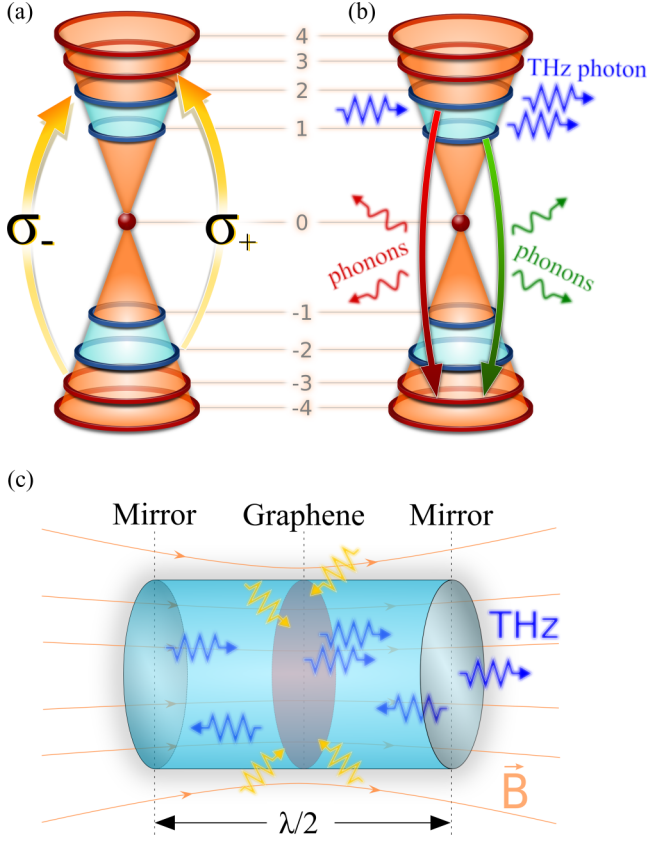 (a)
(b)
4
3
2
1
0
-1
-2
-3
-4
σ-
σ+
THz photon
phonons
phonons
(c)
Mirror
Graphene
Mirror
THz
B
λ/2